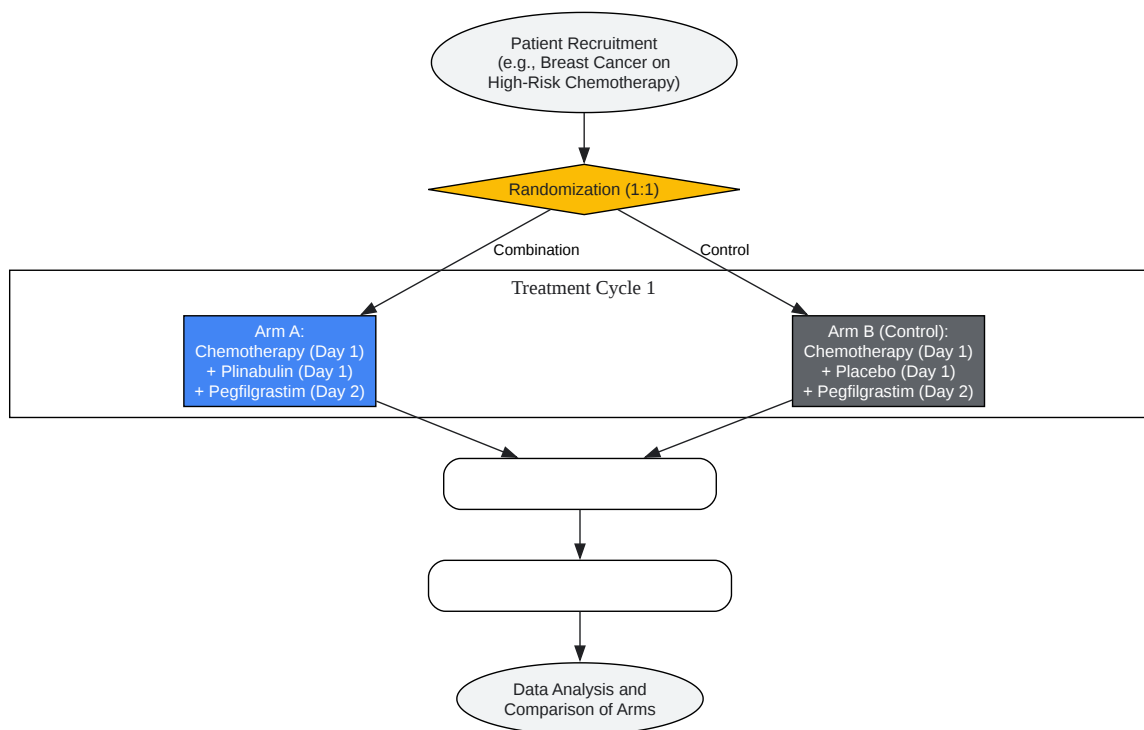 Patient Recruitment
(e.g., Breast Cancer on
High-Risk Chemotherapy)
Randomization (1:1)
Combination
Control
Treatment Cycle 1
Arm A:
Chemotherapy (Day 1)
+ Plinabulin (Day 1)
+ Pegfilgrastim (Day 2)
Arm B (Control):
Chemotherapy (Day 1)
+ Placebo (Day 1)
+ Pegfilgrastim (Day 2)
Data Analysis and
Comparison of Arms